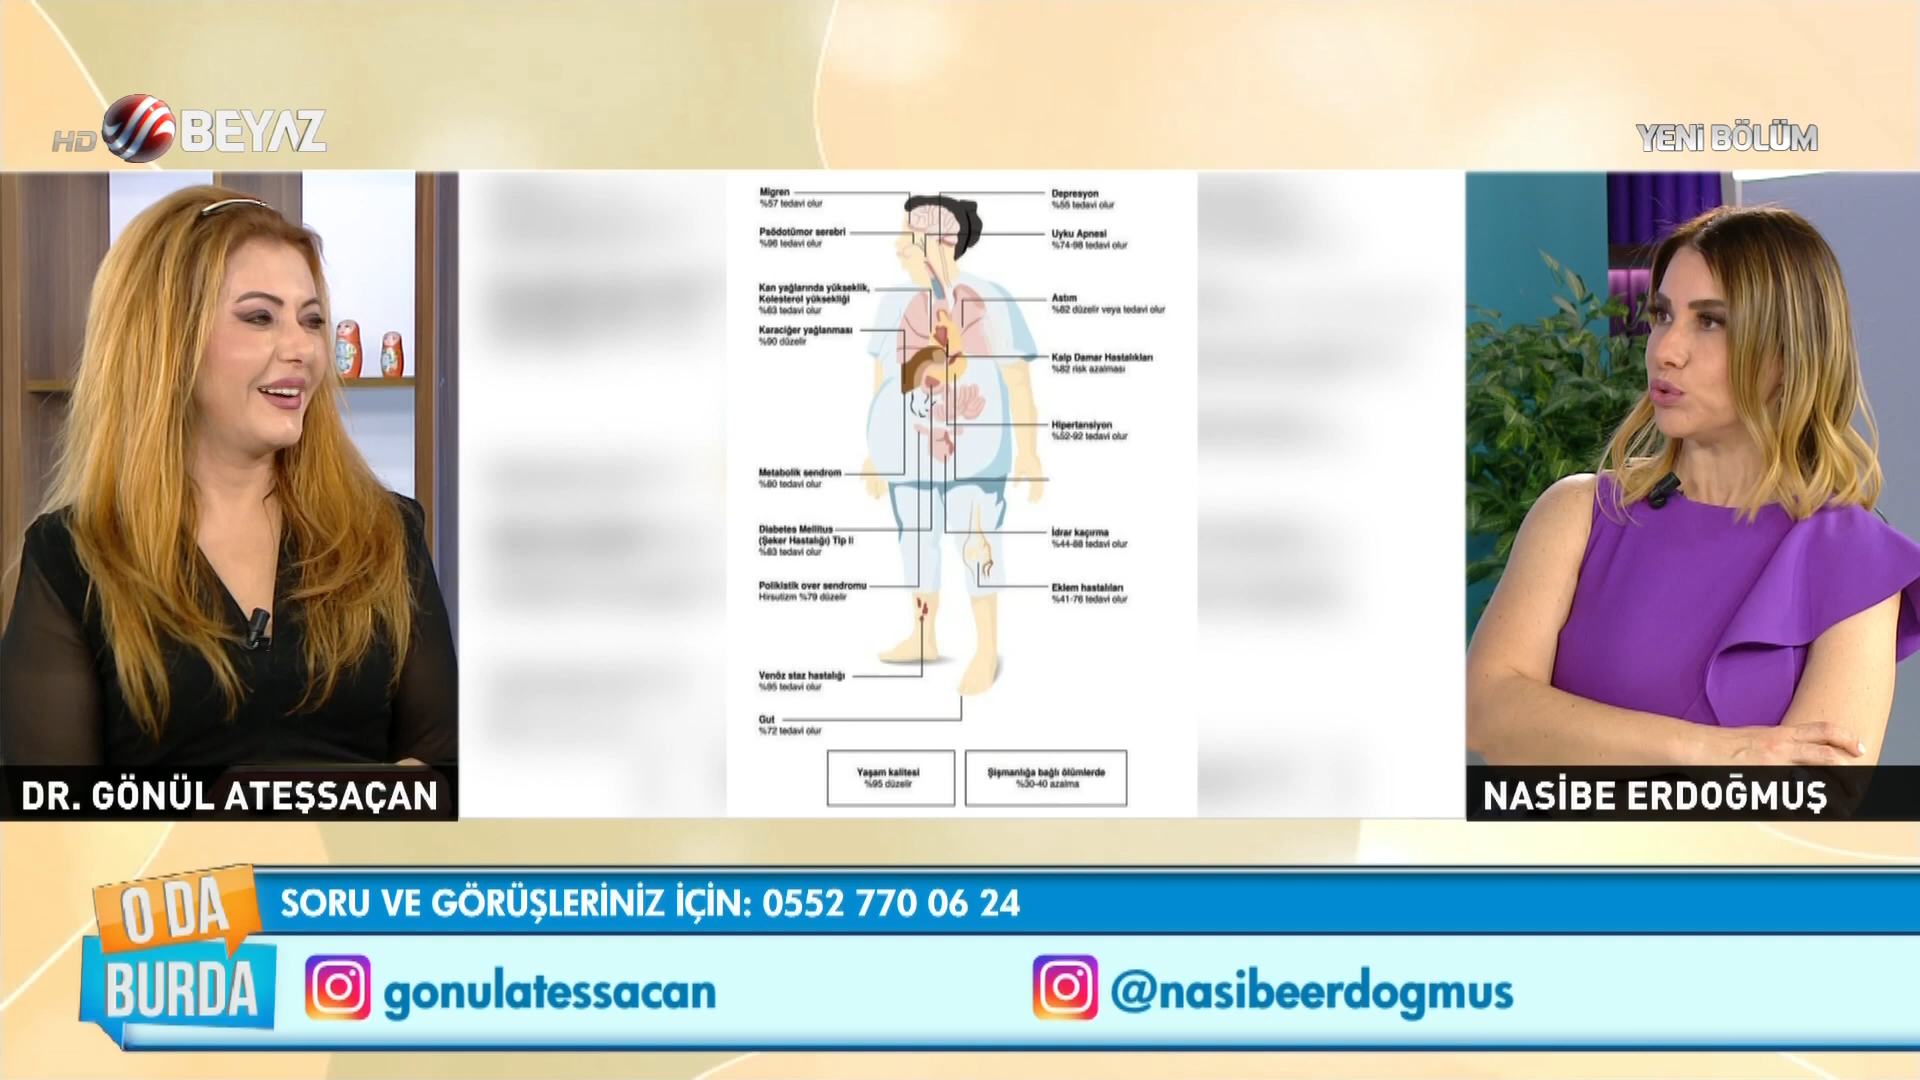 HD BEYAZ
YENİ BÖLÜM
Migren
%57 tedavi olur
Psödotümor serebri
%96 tedavi olur
Kan yağlarında yükseklik,
Kolesterol yüksekliği
%63 tedavi olur
Karaciğer yağlanması
%90 düzelir
Metabolik sendrom
%80 tedavi olur
Diabetes Mellitus
(Şeker Hastalığı) Tip II
%83 tedavi olur
Polikistik over sendromu
Hirsutizm %79 düzelir
Venöz staz hastalığı
%95 tedavi olur
Gut
%72 tedavi olur
Depresyon
%55 tedavi olur
Uyku Apnesi
%74-98 tedavi olur
Astım
%82 düzelir veya tedavi olur
Kalp Damar Hastalıkları
%82 risk azalması
Hipertansiyon
%52-92 tedavi olur
İdrar kaçırma
%44-88 tedavi olur
Eklem hastalıları
%41-76 tedavi olur
Yaşam kalitesi
%95 düzelir
Şişmanlığa bağlı ölümlerde
%30-40 azalma
DR. GÖNÜL ATEŞSAÇAN
NASİBE ERDOĞMUŞ
O DA
BURDA
SORU VE GÖRÜŞLERİNİZ İÇİN: 0552 770 06 24
gonulatessacan
@nasibeerdogmus